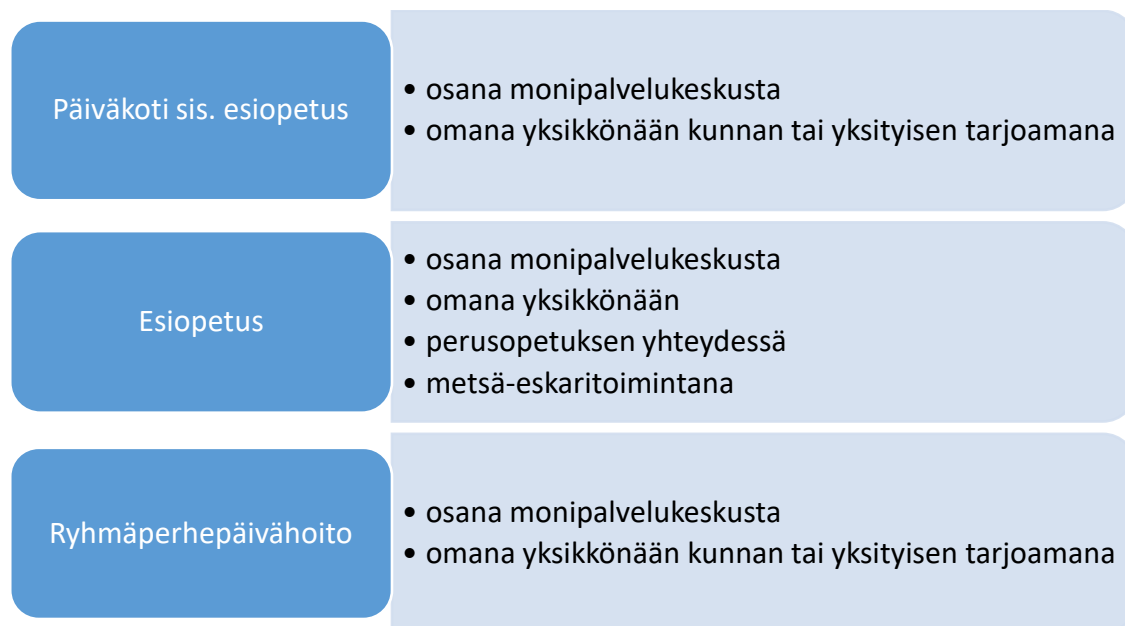 Päiväkoti sis. esiopetus
• osana monipalvelukeskusta
• omana yksikkönään kunnan tai yksityisen tarjoamana
Esiopetus
• osana monipalvelukeskusta
• omana yksikkönään
• perusopetuksen yhteydessä
• metsä-eskaritoimintana
Ryhmäperhepäivähoito
• osana monipalvelukeskusta
• omana yksikkönään kunnan tai yksityisen tarjoamana